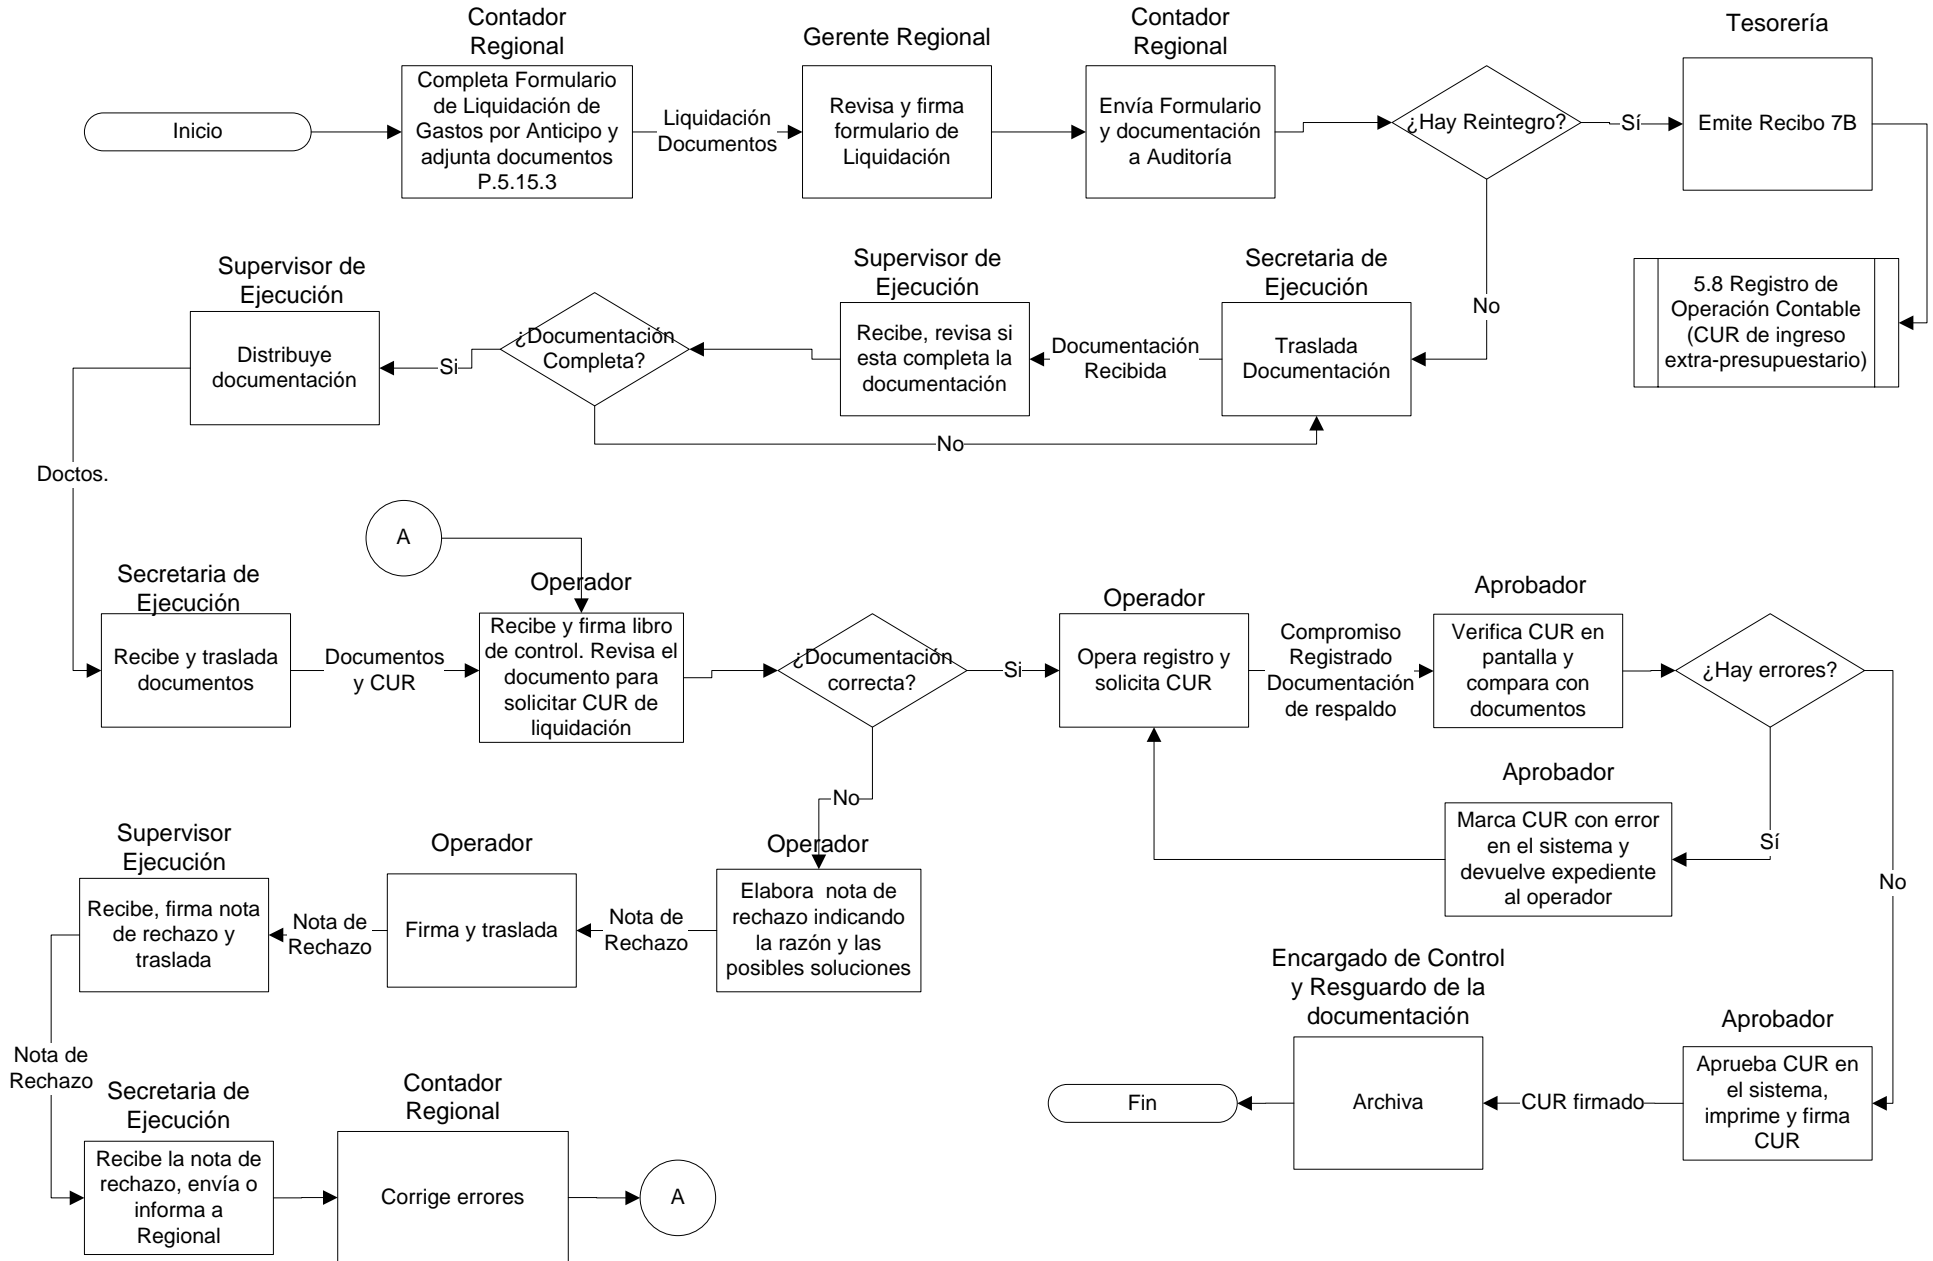 Contador
Regional
Gerente Regional
Contador
Regional
Tesorería
Inicio
Completa Formulario
de Liquidación de
Gastos por Anticipo y
adjunta documentos
P.5.15.3
Liquidación
Documentos
Revisa y firma
formulario de
Liquidación
Envía Formulario
y documentación
a Auditoría
¿Hay Reintegro?
Sí
Emite Recibo 7B
No
5.8 Registro de
Operación Contable
(CUR de ingreso
extra-presupuestario)
Secretaria de
Ejecución
Traslada
Documentación
Documentación
Recibida
Supervisor de
Ejecución
Recibe, revisa si
esta completa la
documentación
¿Documentación
Completa?
Si
No
Supervisor de
Ejecución
Distribuye
documentación
Doctos.
A
Secretaria de
Ejecución
Recibe y traslada
documentos
Documentos
y CUR
Operador
Recibe y firma libro
de control. Revisa el
documento para
solicitar CUR de
liquidación
¿Documentación
correcta?
Si
No
Operador
Opera registro y
solicita CUR
Compromiso
Registrado
Documentación
de respaldo
Aprobador
Verifica CUR en
pantalla y
compara con
documentos
¿Hay errores?
Sí
No
Aprobador
Marca CUR con error
en el sistema y
devuelve expediente
al operador
Operador
Elabora  nota de
rechazo indicando
la razón y las
posibles soluciones
Nota de
Rechazo
Operador
Firma y traslada
Nota de
Rechazo
Supervisor
Ejecución
Recibe, firma nota
de rechazo y
traslada
Nota de
Rechazo
Secretaria de
Ejecución
Recibe la nota de
rechazo, envía o
informa a
Regional
Contador
Regional
Corrige errores
A
Aprobador
Aprueba CUR en
el sistema,
imprime y firma
CUR
CUR firmado
Encargado de Control
y Resguardo de la
documentación
Archiva
Fin